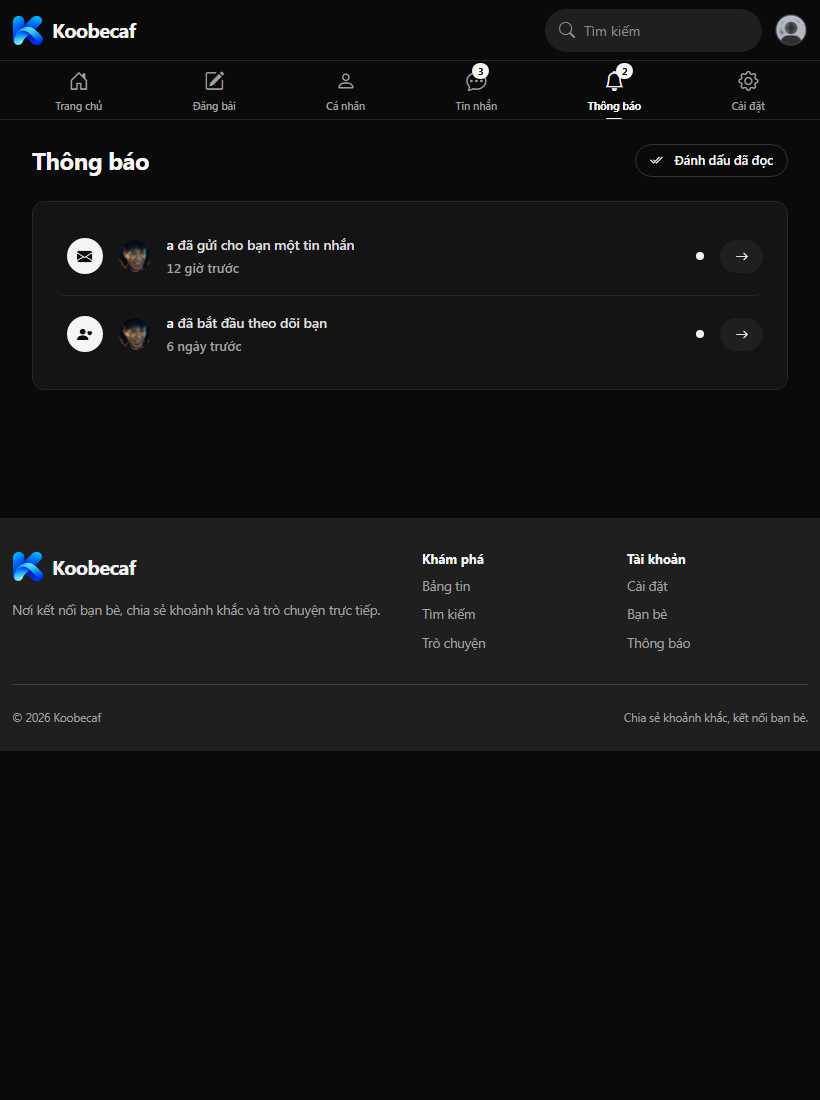 Koobecaf
Tìm kiếm
Trang chủ
Đăng bài
Cá nhân
3
Tin nhắn
2
Thông báo
Cài đặt
Thông báo
Đánh dấu đã đọc
a đã gửi cho bạn một tin nhắn
12 giờ trước
a đã bắt đầu theo dõi bạn
6 ngày trước
Koobecaf
Nơi kết nối bạn bè, chia sẻ khoảnh khắc và trò chuyện trực tiếp.
Khám phá
Bảng tin
Tìm kiếm
Trò chuyện
Tài khoản
Cài đặt
Bạn bè
Thông báo
© 2026 Koobecaf
Chia sẻ khoảnh khắc, kết nối bạn bè.